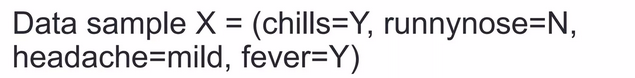 Data sample X = (chills=Y, runnynose=N,
headache=mild, fever=Y)